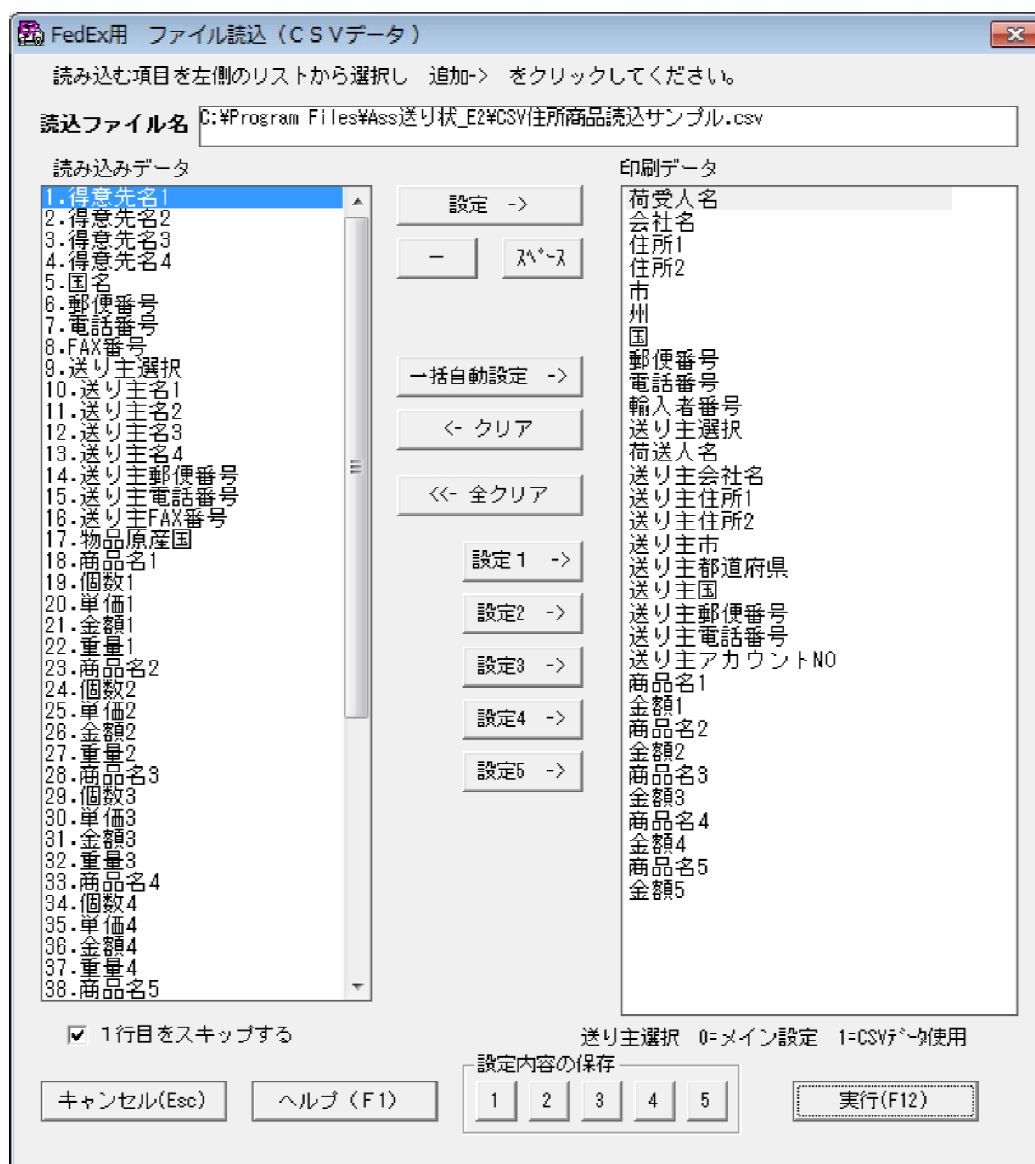 FedEx用　ファイル読込（ＣＳＶデータ）
読み込む項目を左側のリストから選択し　追加-> をクリックしてください。
読込ファイル名 C:¥Program Files¥Ass送り状_E2¥CSV住所商品読込サンプル.csv
読み込みデータ
1.得意先名1
2.得意先名2
3.得意先名3
4.得意先名4
5.国名
6.郵便番号
7.電話番号
8.FAX番号
9.送り主選択
10.送り主名1
11.送り主名2
12.送り主名3
13.送り主名4
14.送り主郵便番号
15.送り主電話番号
16.送り主FAX番号
17.物品原産国
18.商品名1
19.個数1
20.単価1
21.金額1
22.重量1
23.商品名2
24.個数2
25.単価2
26.金額2
27.重量2
28.商品名3
29.個数3
30.単価3
31.金額3
32.重量3
33.商品名4
34.個数4
35.単価4
36.金額4
37.重量4
38.商品名5
設定 ->
ー
ｽﾍﾟｰｽ
一括自動設定 ->
<- クリア
<<- 全クリア
設定１ ->
設定2 ->
設定3 ->
設定4 ->
設定5 ->
印刷データ
荷受人名
会社名
住所1
住所2
市
州
国
郵便番号
電話番号
輸入者番号
送り主選択
荷送人名
送り主会社名
送り主住所1
送り主住所2
送り主市
送り主都道府県
送り主国
送り主郵便番号
送り主電話番号
送り主アカウントNO
商品名1
金額1
商品名2
金額2
商品名3
金額3
商品名4
金額4
商品名5
金額5
１行目をスキップする
送り主選択 0=メイン設定 1=CSVﾃﾞｰﾀ使用
設定内容の保存
キャンセル(Esc)
ヘルプ（F1）
1 2 3 4 5
実行(F12)